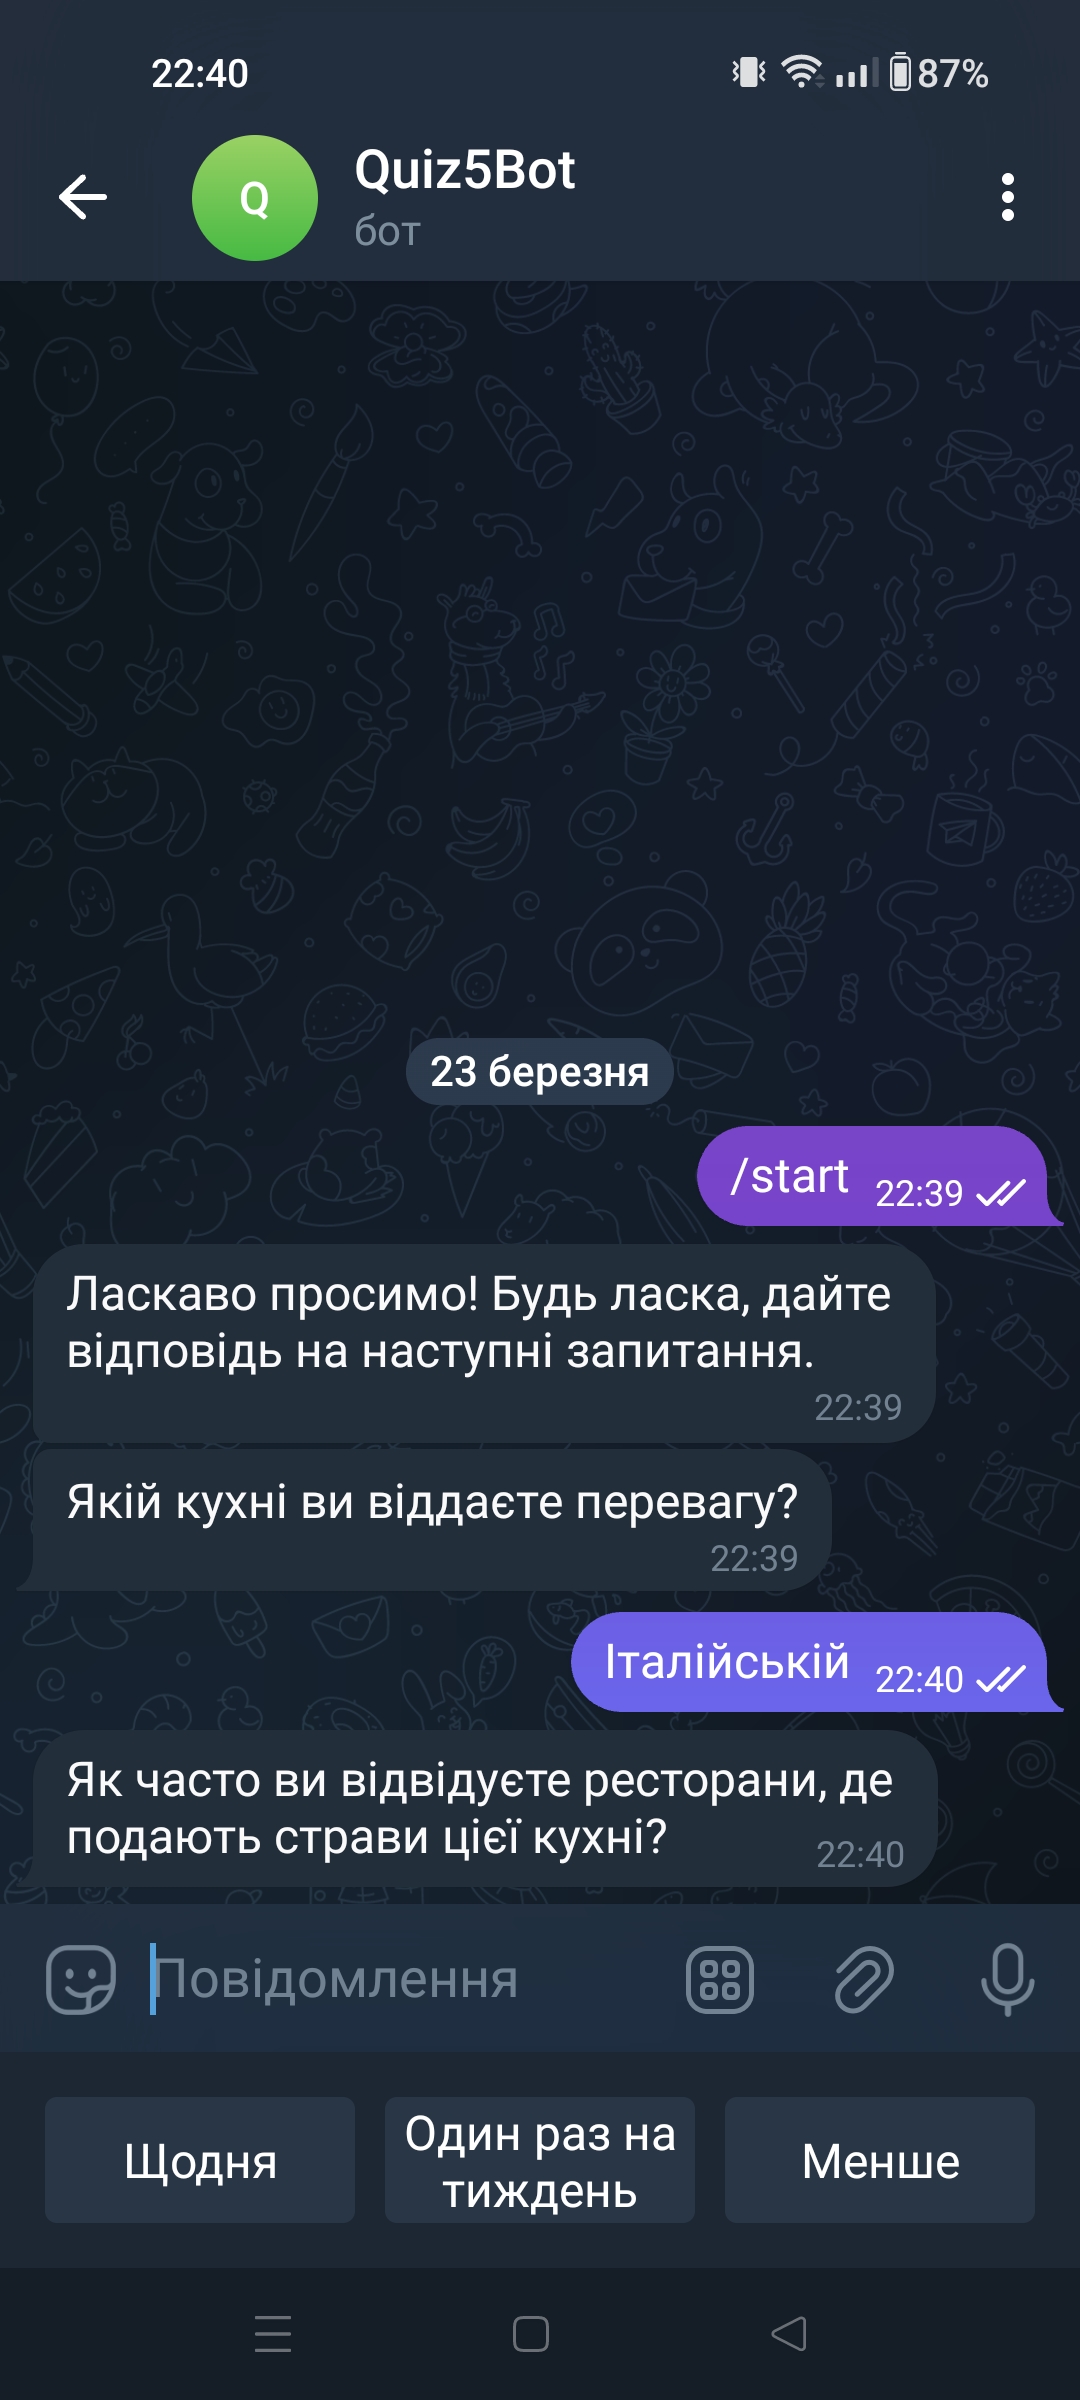 22:40
87%
Q
Quiz5Bot
бот
23 березня
/start 22:39
Ласкаво просимо! Будь ласка, дайте
відповідь на наступні запитання.
22:39
Якій кухні ви віддаєте перевагу?
22:39
Італійській 22:40
Як часто ви відвідуєте ресторани, де
подають страви цієї кухні?
22:40
Повідомлення
Щодня
Один раз на
тиждень
Менше